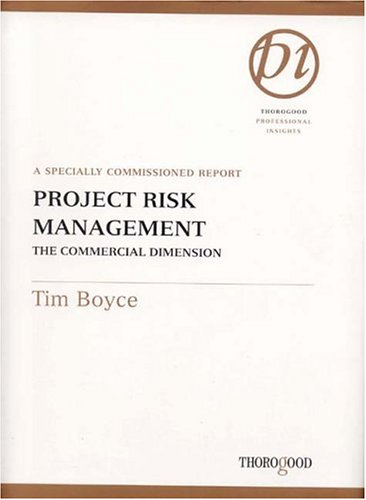 pi
THOROGOOD
PROFESSIONAL
INSIGHTS
A SPECIALLY COMMISSIONED REPORT
PROJECT RISK
MANAGEMENT
THE COMMERCIAL DIMENSION
Tim Boyce
THOROgOOD